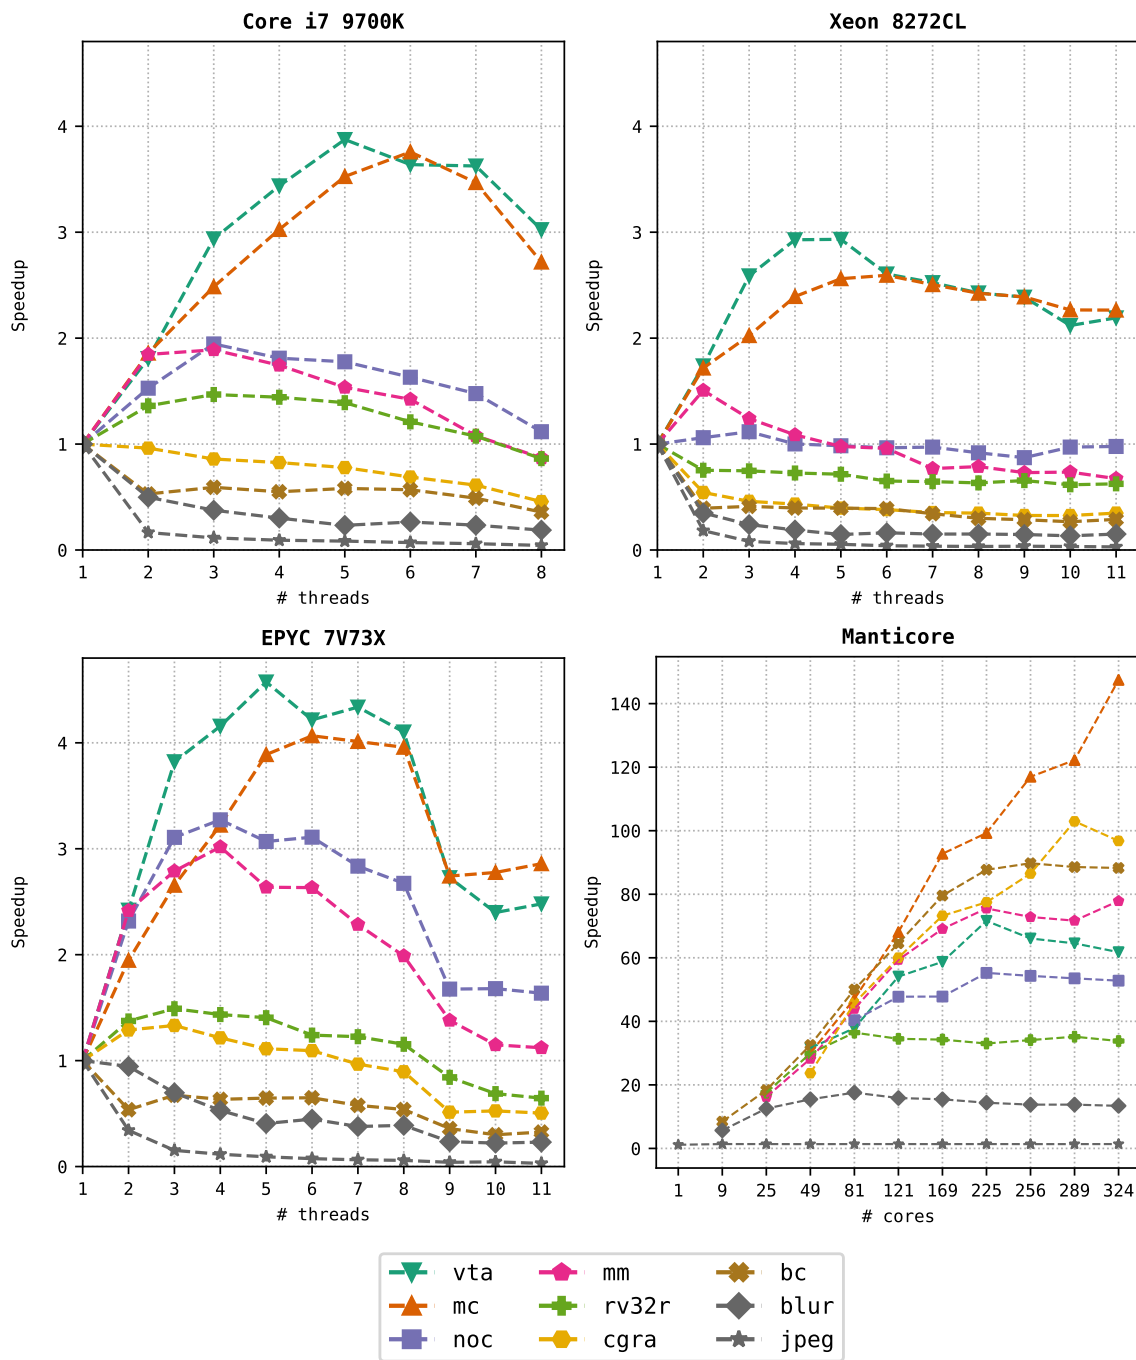 Core i7 9700K
Speedup
4
3
2
1
0
1 2 3 4 5 6 7 8
# threads
Xeon 8272CL
Speedup
4
3
2
1
0
1 2 3 4 5 6 7 8 9 10 11
# threads
EPYC 7V73X
Speedup
4
3
2
1
0
1 2 3 4 5 6 7 8 9 10 11
# threads
Manticore
Speedup
140
120
100
80
60
40
20
0
1 9 25 49 81 121 169 225 256 289 324
# cores
vta mm bc
mc rv32r blur
noc cgra jpeg